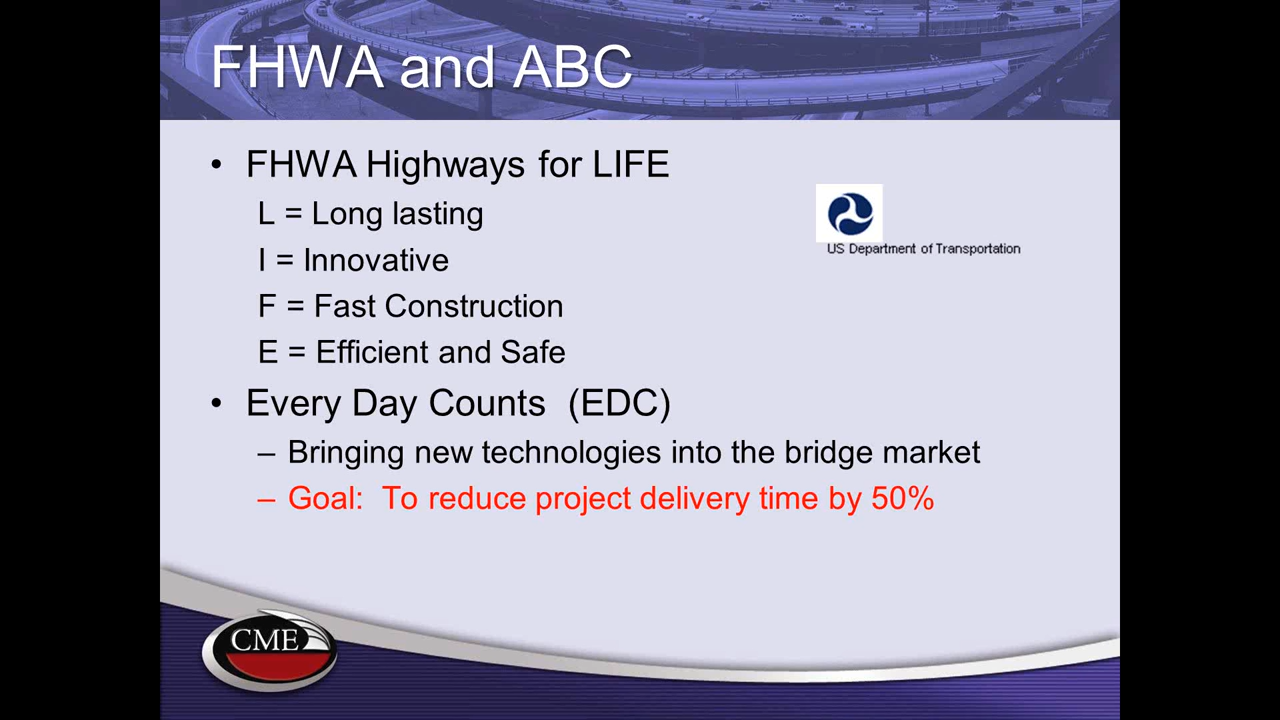 FHWA and ABC
• FHWA Highways for LIFE
L = Long lasting
I = Innovative
F = Fast Construction
E = Efficient and Safe
US Department of Transportation
• Every Day Counts  (EDC)
– Bringing new technologies into the bridge market
– Goal:  To reduce project delivery time by 50%
CME